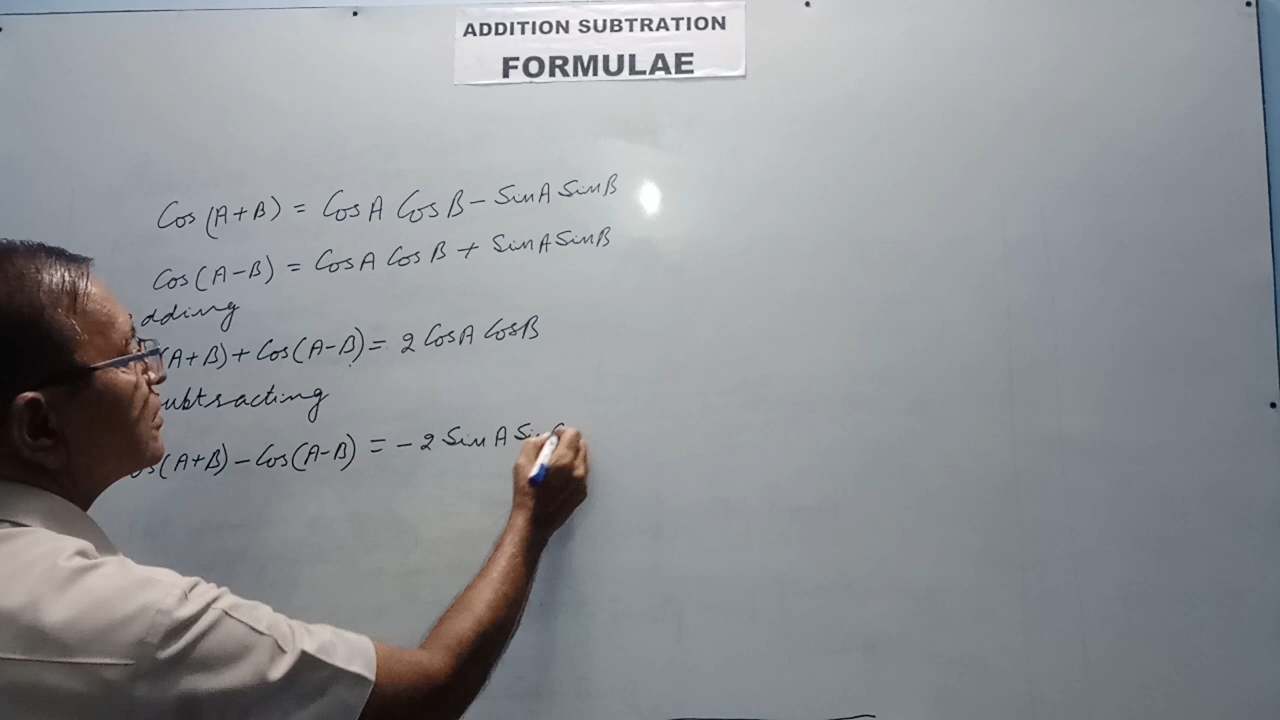 ADDITION SUBTRATION
FORMULAE
Cos (A+B) = Cos A Cos B - Sin A Sin B
Cos (A-B) = Cos A Cos B + Sin A Sin B
dding
(A+B) + Cos (A-B) = 2 Cos A Cos B
ubtracting
os (A+B) - Cos (A-B) = - 2 Sin A